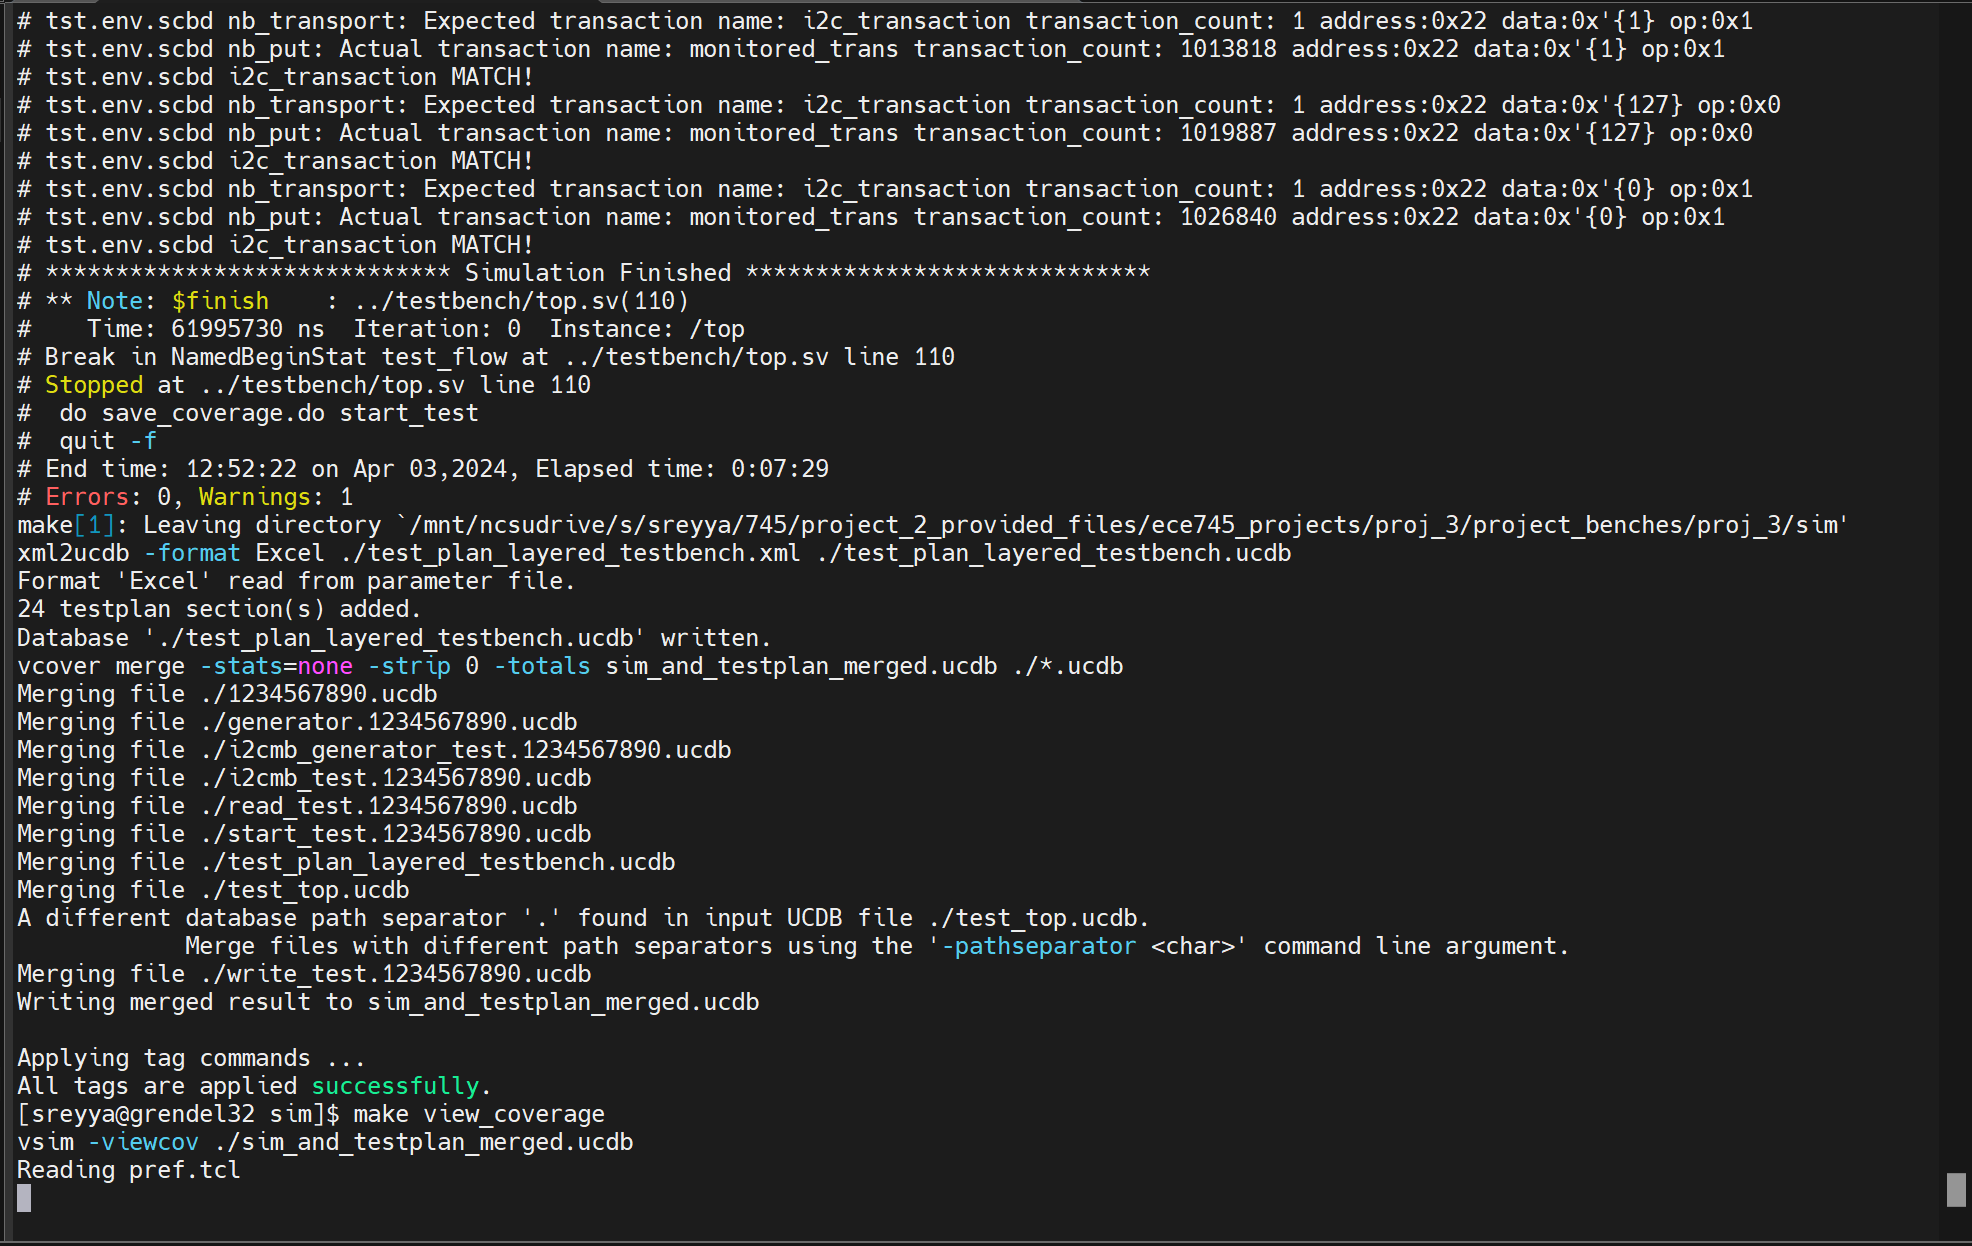 # tst.env.scbd nb_transport: Expected transaction name: i2c_transaction transaction_count: 1 address:0x22 data:0x'{1} op:0x1
# tst.env.scbd nb_put: Actual transaction name: monitored_trans transaction_count: 1013818 address:0x22 data:0x'{1} op:0x1
# tst.env.scbd i2c_transaction MATCH!
# tst.env.scbd nb_transport: Expected transaction name: i2c_transaction transaction_count: 1 address:0x22 data:0x'{127} op:0x0
# tst.env.scbd nb_put: Actual transaction name: monitored_trans transaction_count: 1019887 address:0x22 data:0x'{127} op:0x0
# tst.env.scbd i2c_transaction MATCH!
# tst.env.scbd nb_transport: Expected transaction name: i2c_transaction transaction_count: 1 address:0x22 data:0x'{0} op:0x1
# tst.env.scbd nb_put: Actual transaction name: monitored_trans transaction_count: 1026840 address:0x22 data:0x'{0} op:0x1
# tst.env.scbd i2c_transaction MATCH!
# ***************************** Simulation Finished *****************************
# ** Note: $finish    : ../testbench/top.sv(110)
#    Time: 61995730 ns  Iteration: 0  Instance: /top
# Break in NamedBeginStat test_flow at ../testbench/top.sv line 110
# Stopped at ../testbench/top.sv line 110
#  do save_coverage.do start_test
#  quit -f
# End time: 12:52:22 on Apr 03,2024, Elapsed time: 0:07:29
# Errors: 0, Warnings: 1
make[1]: Leaving directory `/mnt/ncsudrive/s/sreyya/745/project_2_provided_files/ece745_projects/proj_3/project_benches/proj_3/sim'
xml2ucdb -format Excel ./test_plan_layered_testbench.xml ./test_plan_layered_testbench.ucdb
Format 'Excel' read from parameter file.
24 testplan section(s) added.
Database './test_plan_layered_testbench.ucdb' written.
vcover merge -stats=none -strip 0 -totals sim_and_testplan_merged.ucdb ./*.ucdb
Merging file ./1234567890.ucdb
Merging file ./generator.1234567890.ucdb
Merging file ./i2cmb_generator_test.1234567890.ucdb
Merging file ./i2cmb_test.1234567890.ucdb
Merging file ./read_test.1234567890.ucdb
Merging file ./start_test.1234567890.ucdb
Merging file ./test_plan_layered_testbench.ucdb
Merging file ./test_top.ucdb
A different database path separator '.' found in input UCDB file ./test_top.ucdb.
            Merge files with different path separators using the '-pathseparator <char>' command line argument.
Merging file ./write_test.1234567890.ucdb
Writing merged result to sim_and_testplan_merged.ucdb

Applying tag commands ...
All tags are applied successfully.
[sreyya@grendel32 sim]$ make view_coverage
vsim -viewcov ./sim_and_testplan_merged.ucdb
Reading pref.tcl